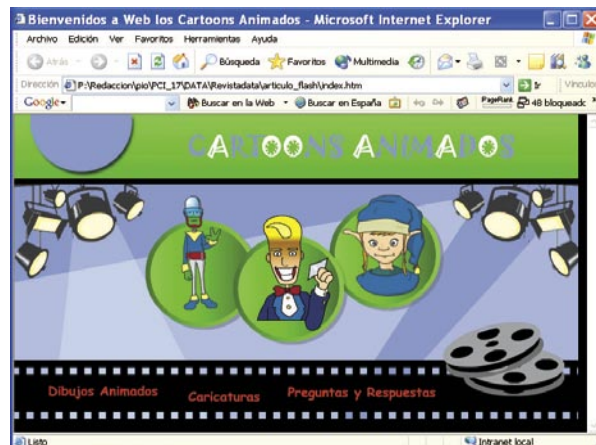 Bienvenidos a Web los Cartoons Animados - Microsoft Internet Explorer
Archivo Edición Ver Favoritos Herramientas Ayuda
Atrás Búsqueda Favoritos Multimedia
Dirección P:\Redaccion\pio\PCI_17\DATA\Revistadata\articulo_flash\index.htm Ir Vínculos
Google Buscar en la Web Buscar en España PageRank 48 bloqueadc
CARTOONS ANIMADOS
Dibujos Animados Caricaturas Preguntas y Respuestas
Listo Intranet local